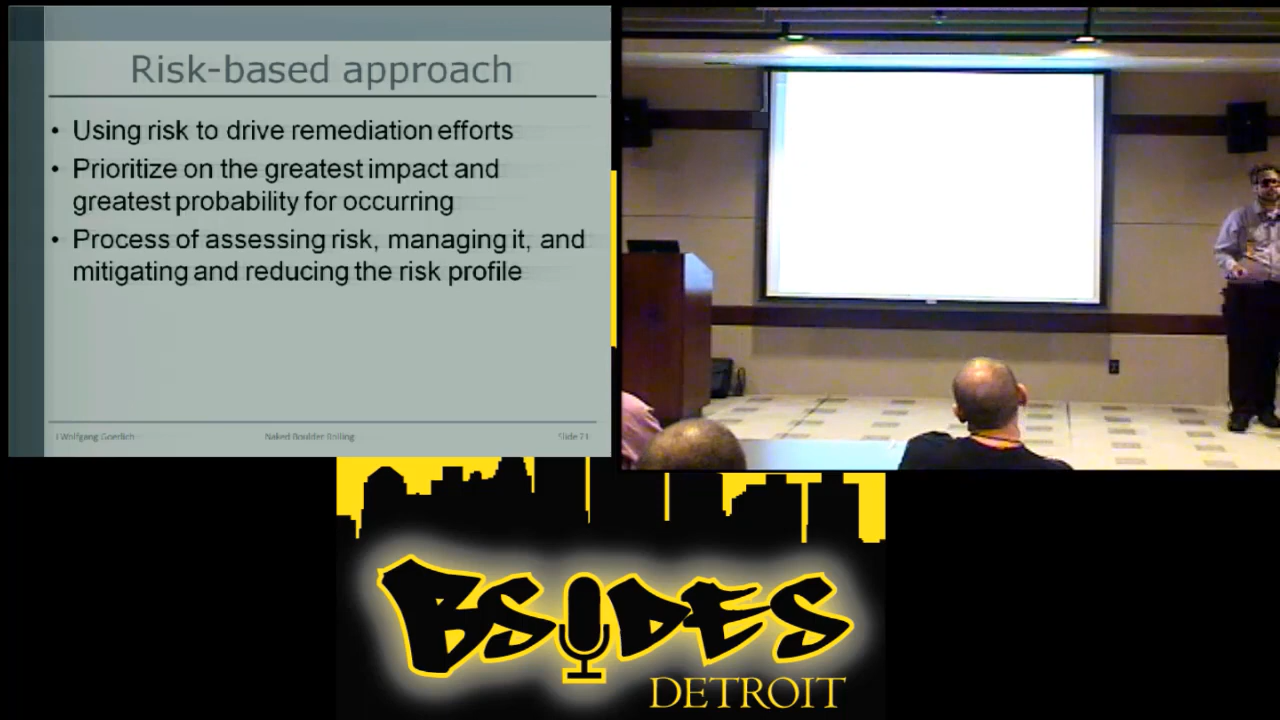 Risk-based approach
• Using risk to drive remediation efforts
• Prioritize on the greatest impact and
greatest probability for occurring
• Process of assessing risk, managing it, and
mitigating and reducing the risk profile
J Wolfgang Goerlich Naked Boulder Rolling Slide 71
BSIDES
DETROIT